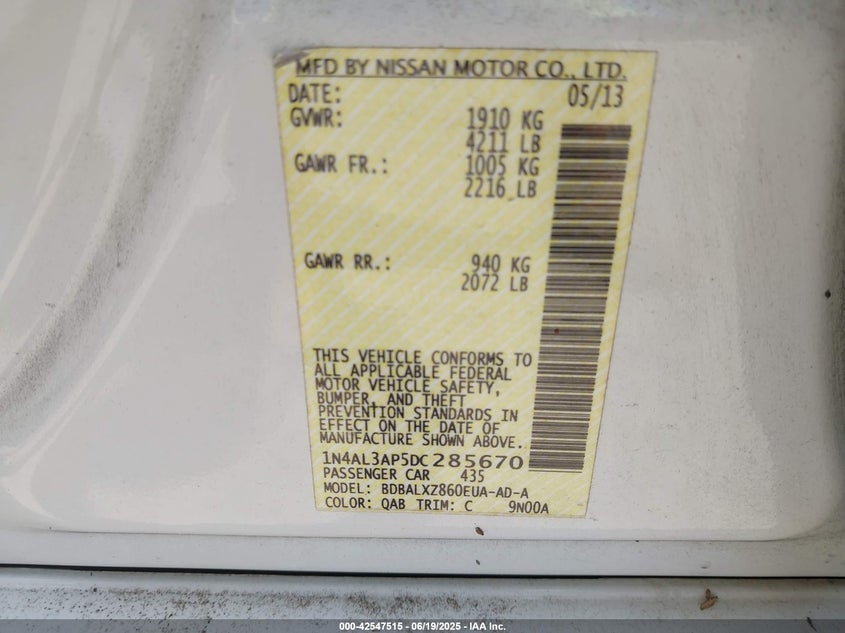 MFD BY NISSAN MOTOR CO., LTD.
DATE: 05/13
GVWR: 1910 KG
4211 LB
GAWR FR.: 1005 KG
2216 LB
GAWR RR.: 940 KG
2072 LB
THIS VEHICLE CONFORMS TO
ALL APPLICABLE FEDERAL
MOTOR VEHICLE SAFETY,
BUMPER, AND THEFT
PREVENTION STANDARDS IN
EFFECT ON THE DATE OF
MANUFACTURE SHOWN ABOVE.
1N4AL3AP5DC285670
PASSENGER CAR 435
MODEL: BDBALXZ860EUA-AD-A
COLOR: QAB TRIM: C 9N00A
000-42547515 - 06/19/2025 - IAA Inc.